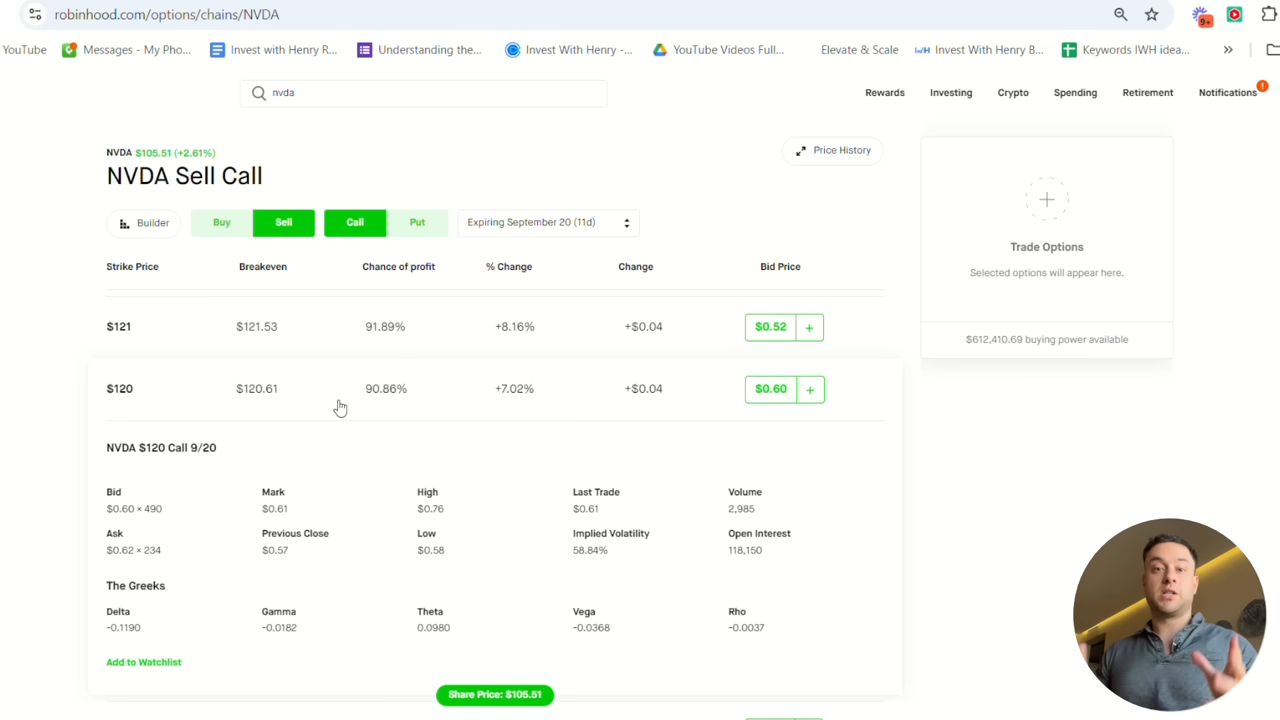 robinhood.com/options/chains/NVDA
YouTube Messages - My Pho... Invest with Henry R... Understanding the... Invest With Henry -... YouTube Videos Full... Elevate & Scale IWH Invest With Henry B... Keywords IWH idea... »
9+
nvda
Rewards Investing Crypto Spending Retirement Notifications !
NVDA $105.51 (+2.61%)
NVDA Sell Call
Price History
Builder Buy Sell Call Put Expiring September 20 (11d)
Strike Price Breakeven Chance of profit % Change Change Bid Price
$121 $121.53 91.89% +8.16% +$0.04 $0.52 +
$120 $120.61 90.86% +7.02% +$0.04 $0.60 +
NVDA $120 Call 9/20
Bid Mark High Last Trade Volume
$0.60 × 490 $0.61 $0.76 $0.61 2,985
Ask Previous Close Low Implied Volatility Open Interest
$0.62 × 234 $0.57 $0.58 58.84% 118,150
The Greeks
Delta Gamma Theta Vega Rho
-0.1190 -0.0182 0.0980 -0.0368 -0.0037
Add to Watchlist
Share Price: $105.51
Trade Options
Selected options will appear here.
$612,410.69 buying power available